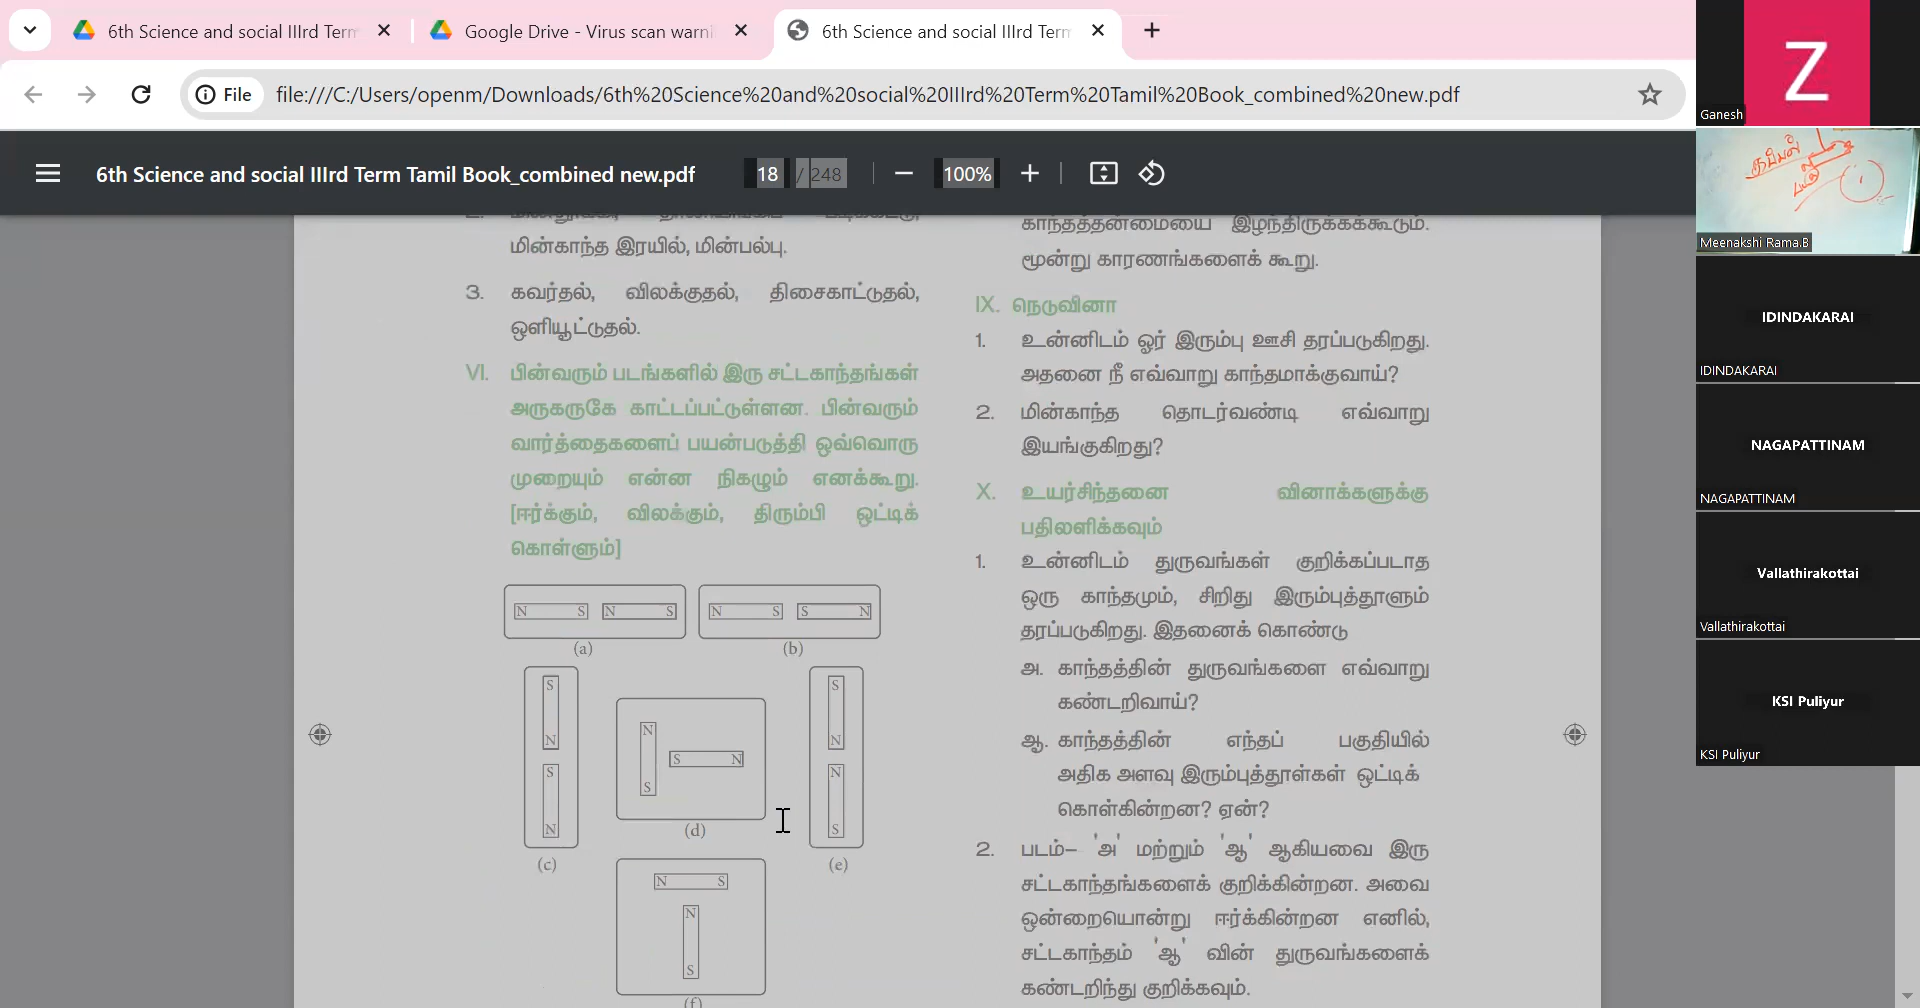 6th Science and social IIIrd Term
Google Drive - Virus scan warni
6th Science and social IIIrd Term
File
file:///C:/Users/openm/Downloads/6th%20Science%20and%20social%20IIIrd%20Term%20Tamil%20Book_combined%20new.pdf
6th Science and social IIIrd Term Tamil Book_combined new.pdf
18 / 248
100%
மின்காந்த இரயில், மின்பல்பு.
3. கவர்தல், விலக்குதல், திசைகாட்டுதல்,
ஒளியூட்டுதல்.
VI. பின்வரும் படங்களில் இரு சட்டகாந்தங்கள்
அருகருகே காட்டப்பட்டுள்ளன. பின்வரும்
வார்த்தைகளைப் பயன்படுத்தி ஒவ்வொரு
முறையும் என்ன நிகழும் எனக்கூறு.
[ஈர்க்கும், விலக்கும், திரும்பி ஒட்டிக்
கொள்ளும்]
N S N S
(a)
N S S N
(b)
S
N
S
N
(c)
N
S
S N
(d)
S
N
N
S
(e)
N S
N
S
(f)
காந்தத்தன்மையை இழந்திருக்கக்கூடும்.
மூன்று காரணங்களைக் கூறு.
IX. நெடுவினா
1. உன்னிடம் ஓர் இரும்பு ஊசி தரப்படுகிறது.
அதனை நீ எவ்வாறு காந்தமாக்குவாய்?
2. மின்காந்த தொடர்வண்டி எவ்வாறு
இயங்குகிறது?
X. உயர்சிந்தனை வினாக்களுக்கு
பதிலளிக்கவும்
1. உன்னிடம் துருவங்கள் குறிக்கப்படாத
ஒரு காந்தமும், சிறிது இரும்புத்தூளும்
தரப்படுகிறது. இதனைக் கொண்டு
அ. காந்தத்தின் துருவங்களை எவ்வாறு
கண்டறிவாய்?
ஆ. காந்தத்தின் எந்தப் பகுதியில்
அதிக அளவு இரும்புத்தூள்கள் ஒட்டிக்
கொள்கின்றன? ஏன்?
2. படம்– 'அ' மற்றும் 'ஆ' ஆகியவை இரு
சட்டகாந்தங்களைக் குறிக்கின்றன. அவை
ஒன்றையொன்று ஈர்க்கின்றன எனில்,
சட்டகாந்தம் 'ஆ' வின் துருவங்களைக்
கண்டறிந்து குறிக்கவும்.
Z
Ganesh
Meenakshi Rama.B
IDINDAKARAI
IDINDAKARAI
NAGAPATTINAM
NAGAPATTINAM
Vallathirakottai
Vallathirakottai
KSI Puliyur
KSI Puliyur